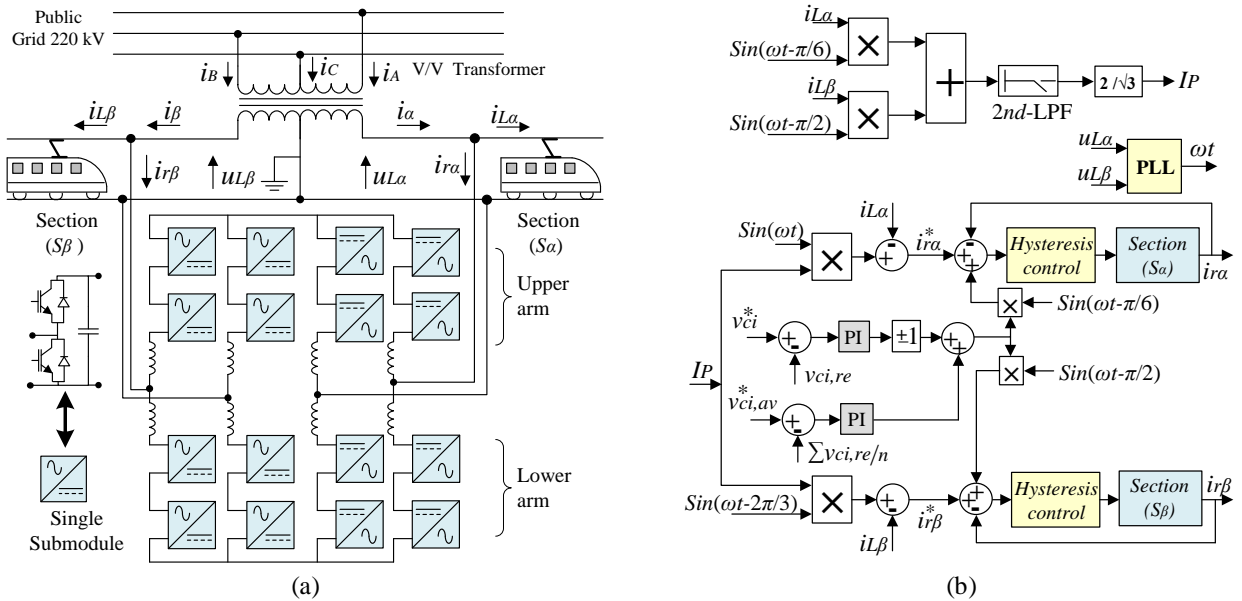 Public
Grid 220 kV
iB
iC
iA
V/V Transformer
iLβ
iβ
iα
iLα
irβ
uLβ
uLα
irα
Section
(Sβ )
Section
(Sα)
Upper
arm
Lower
arm
Single
Submodule
(a)
iLα
Sin(ωt-π/6)
×
iLβ
Sin(ωt-π/2)
×
+
2nd-LPF
2 /√3
IP
uLα
uLβ
PLL
ωt
iLα
Sin(ωt)
×
-
+
i*rα
-
+
+
Hysteresis
control
Section
(Sα)
irα
×
Sin(ωt-π/6)
v*ci
+
-
PI
±1
+
+
vci,re
×
Sin(ωt-π/2)
IP
v*ci,av
+
-
PI
∑vci,re/n
Sin(ωt-2π/3)
×
+
-
i*rβ
+
+
-
Hysteresis
control
Section
(Sβ)
irβ
iLβ
(b)